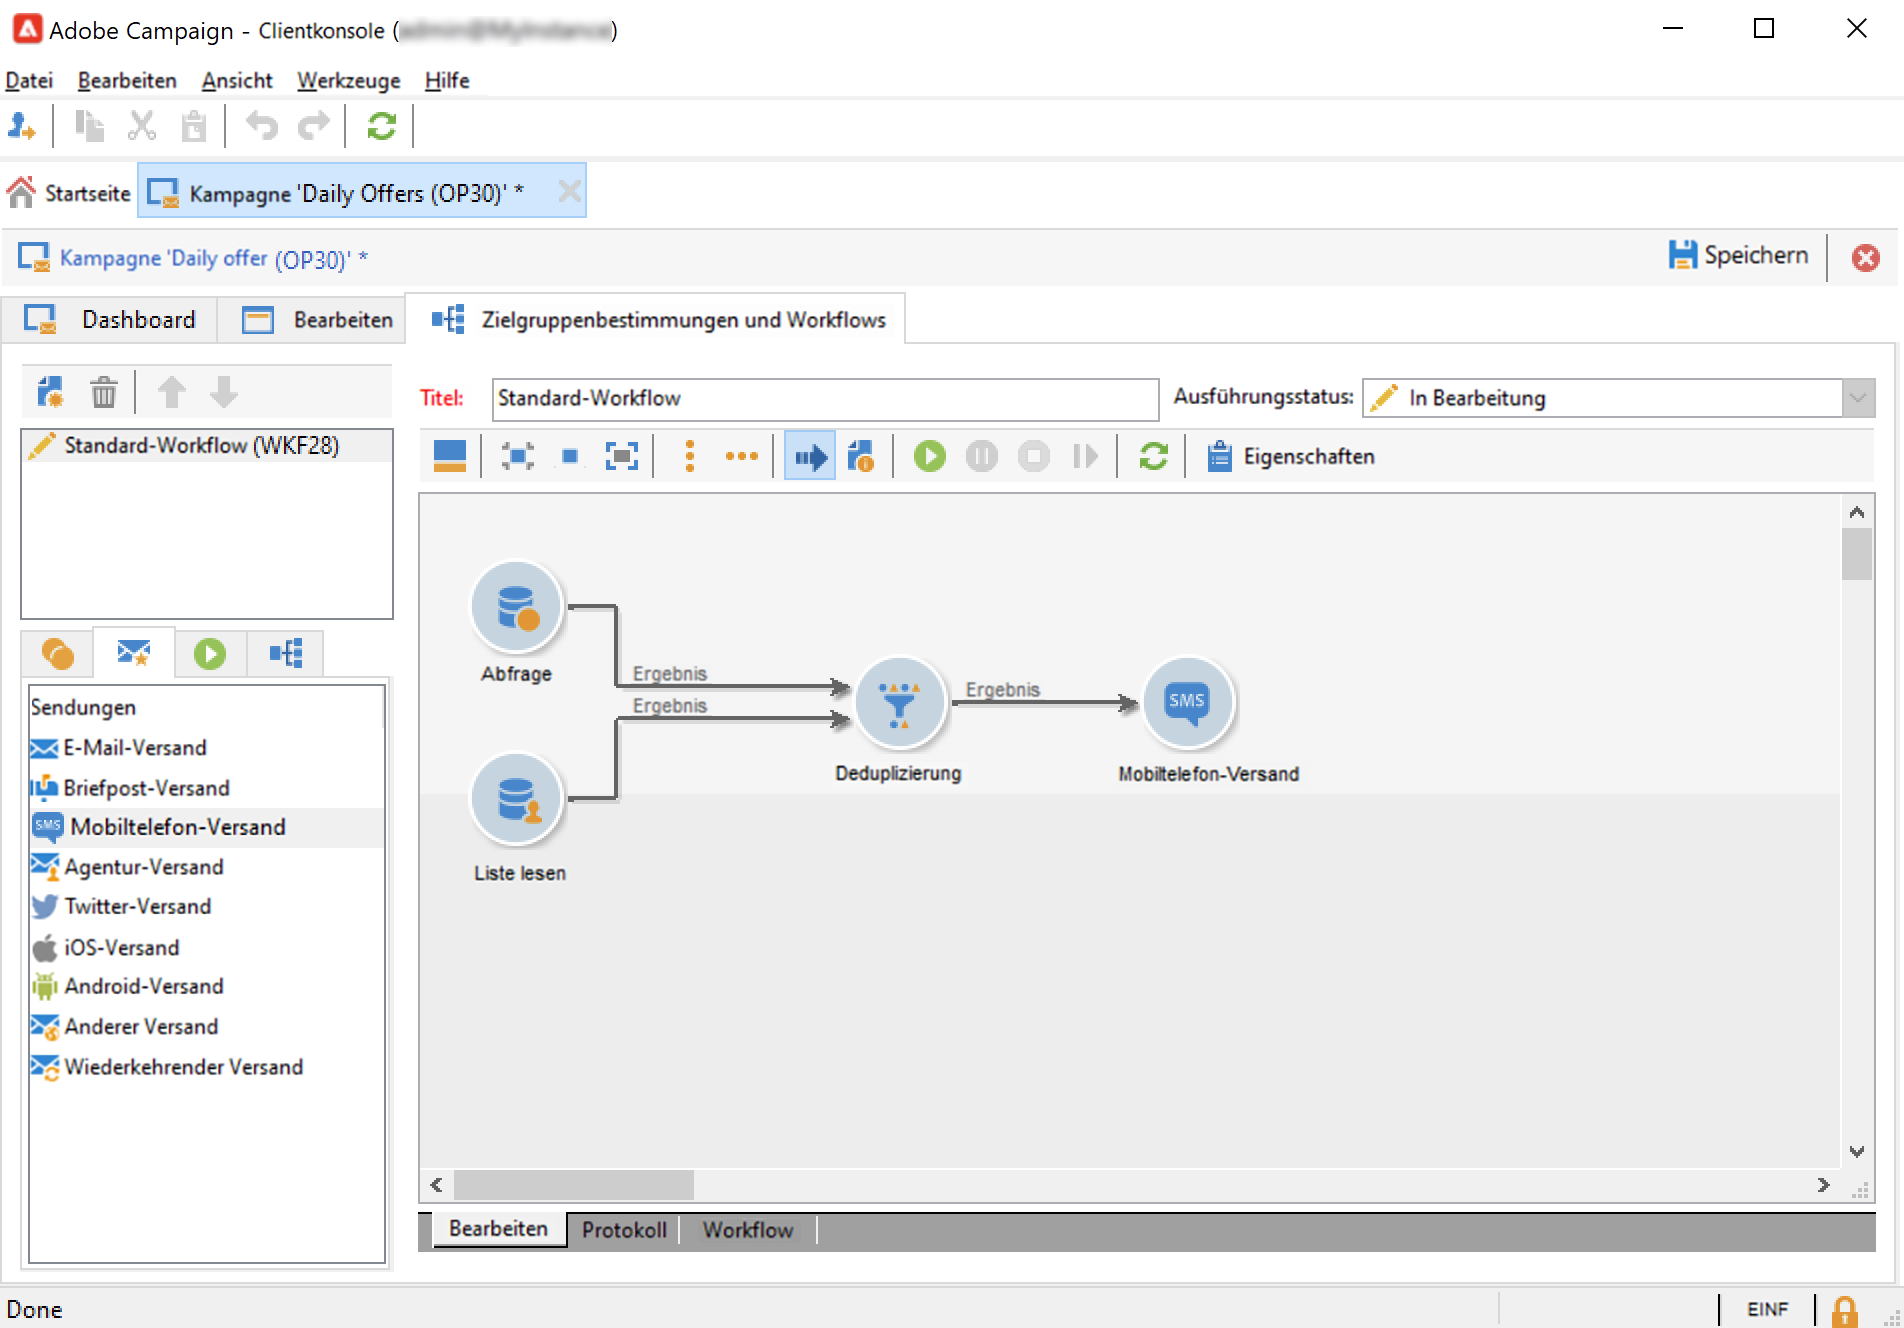 Adobe Campaign - Clientkonsole ( )
Datei Bearbeiten Ansicht Werkzeuge Hilfe
Startseite Kampagne 'Daily Offers (OP30)' *
Kampagne 'Daily offer (OP30)' * Speichern
Dashboard Bearbeiten Zielgruppenbestimmungen und Workflows
Titel: Standard-Workflow Ausführungsstatus: In Bearbeitung
Standard-Workflow (WKF28)
Eigenschaften
Abfrage
Ergebnis
Ergebnis
Ergebnis
SMS
Deduplizierung
Mobiltelefon-Versand
Liste lesen
Sendungen
E-Mail-Versand
Briefpost-Versand
SMS Mobiltelefon-Versand
Agentur-Versand
Twitter-Versand
iOS-Versand
Android-Versand
Anderer Versand
Wiederkehrender Versand
Bearbeiten Protokoll Workflow
Done EINF